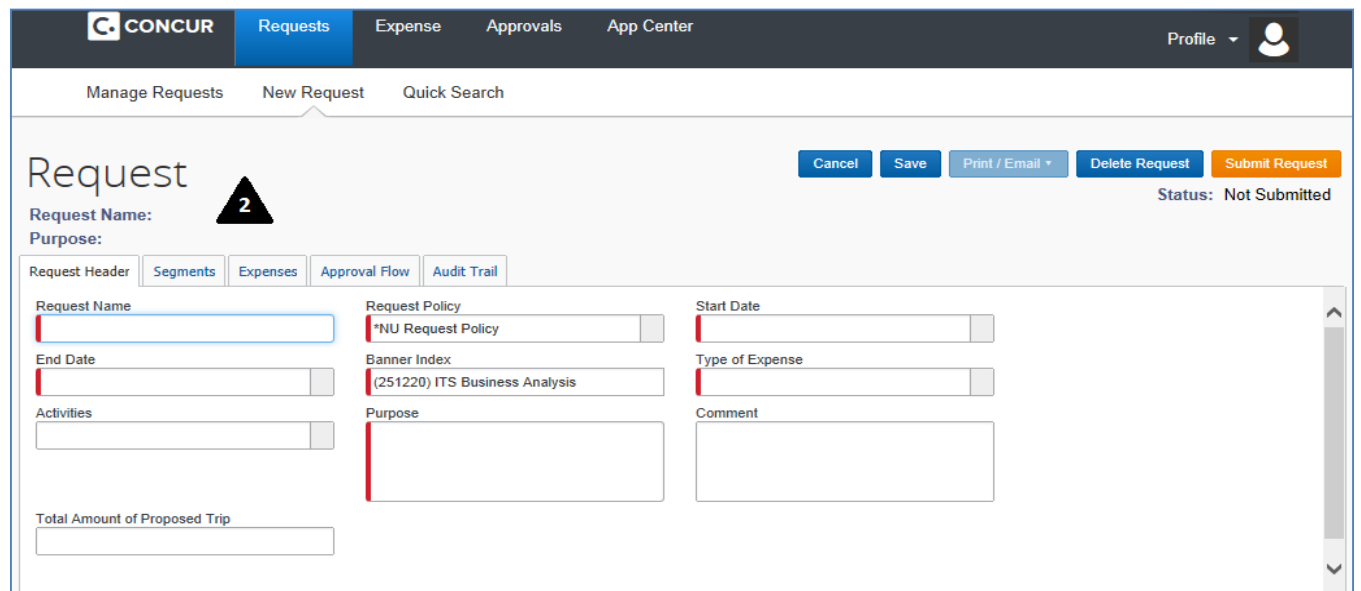 C. CONCUR Requests Expense Approvals App Center Profile
Manage Requests New Request Quick Search
Request
Cancel Save Print / Email Delete Request Submit Request
Status: Not Submitted
2
Request Name:
Purpose:
Request Header Segments Expenses Approval Flow Audit Trail
Request Name Request Policy Start Date
*NU Request Policy
End Date Banner Index Type of Expense
(251220) ITS Business Analysis
Activities Purpose Comment
Total Amount of Proposed Trip